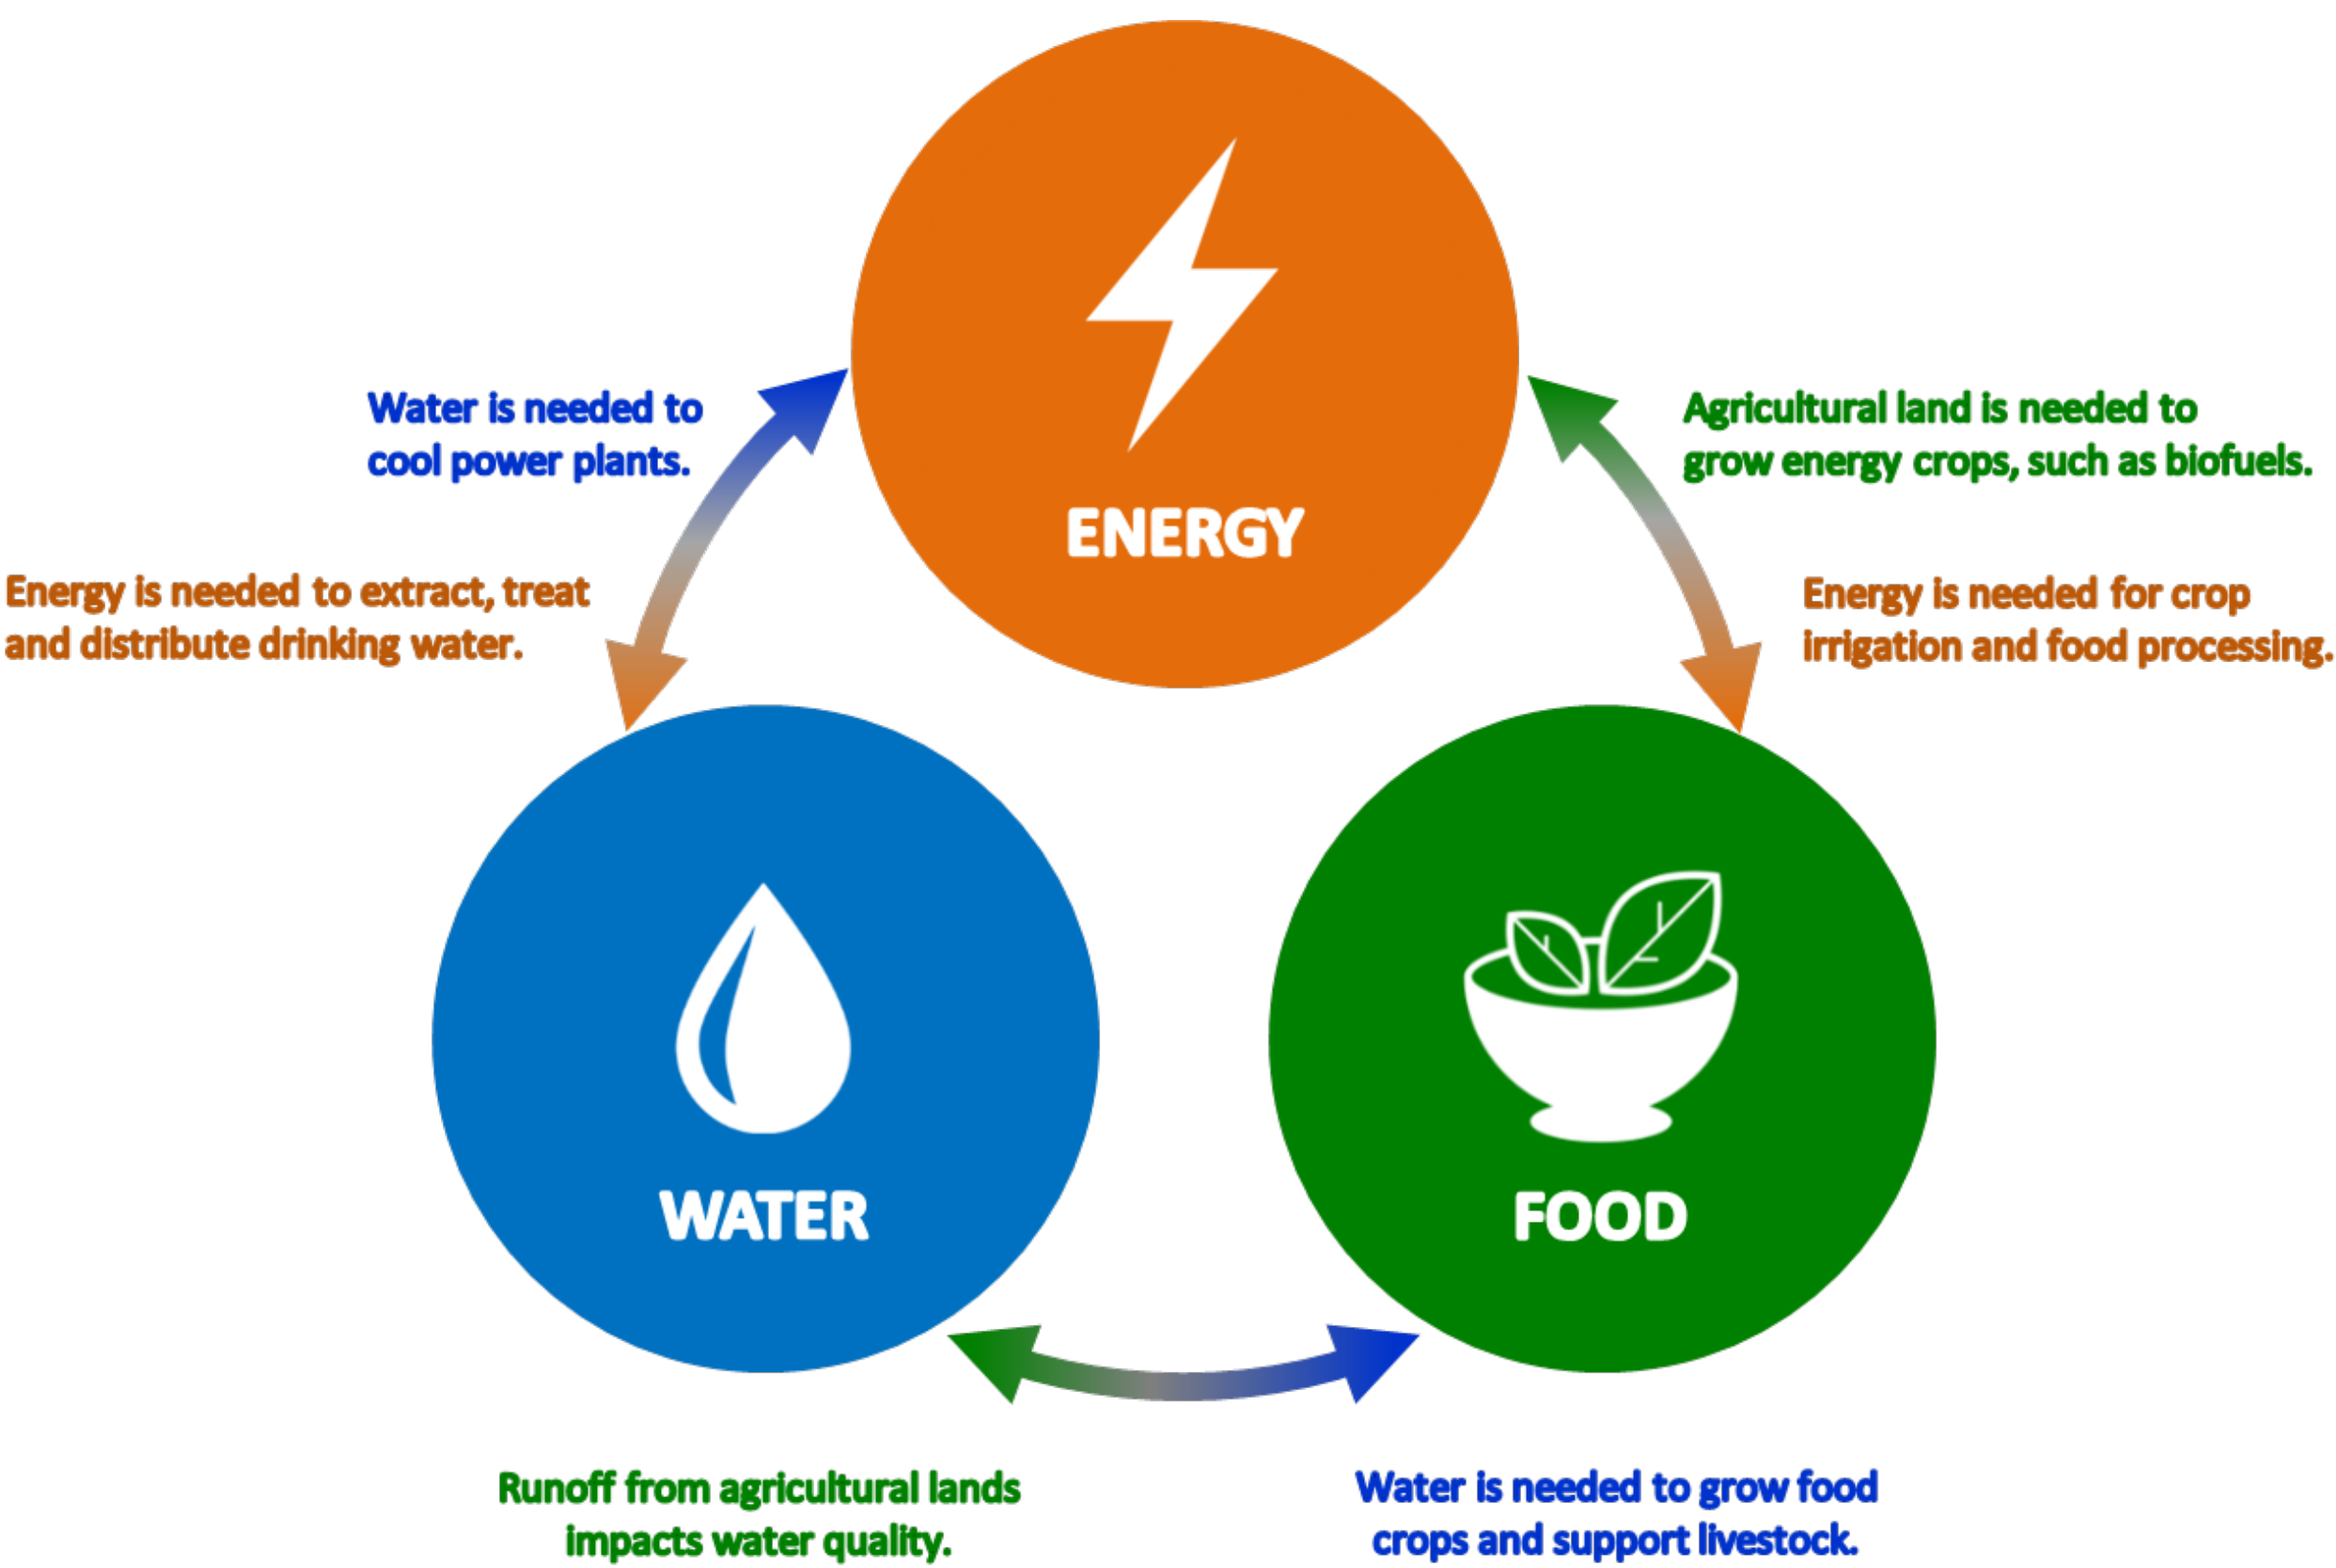 ENERGY
Water is needed to
cool power plants.
Agricultural land is needed to
grow energy crops, such as biofuels.
Energy is needed to extract, treat
and distribute drinking water.
Energy is needed for crop
irrigation and food processing.
WATER
FOOD
Runoff from agricultural lands
impacts water quality.
Water is needed to grow food
crops and support livestock.